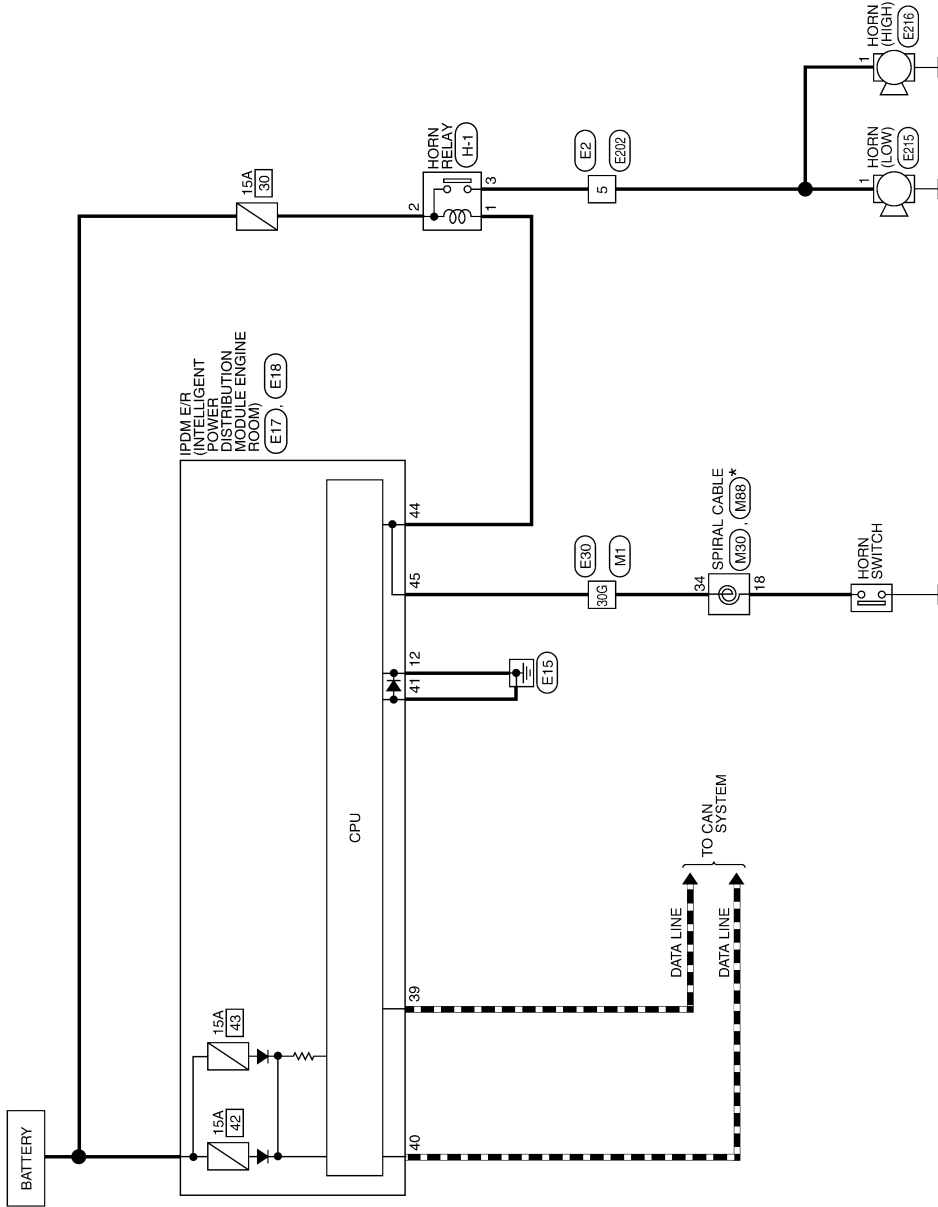 BATTERY
15A
42
15A
43
IPDM E/R
(INTELLIGENT
POWER
DISTRIBUTION
MODULE ENGINE
ROOM)
E17 , E18
CPU
40
39
41
12
45
44
DATA LINE
DATA LINE
TO CAN
SYSTEM
E15
30G
E30
M1
34
SPIRAL CABLE
M30 , M88 *
18
HORN
SWITCH
15A
30
2
HORN
RELAY
H-1
1
3
5
E2
E202
1
HORN
(LOW)
E215
1
HORN
(HIGH)
E216